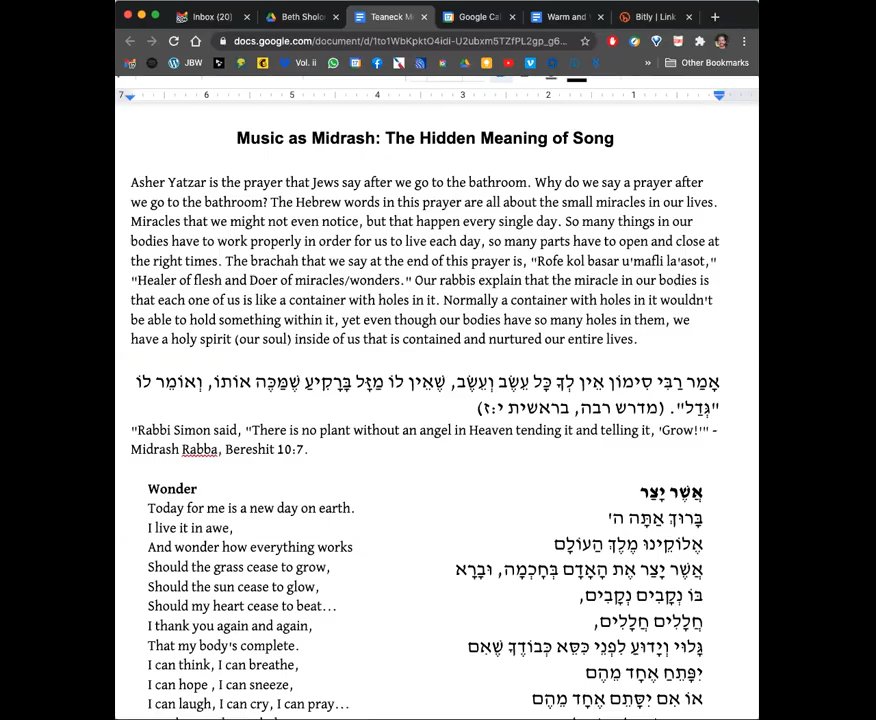 Inbox (20)
Beth Sholo
Teaneck M
Google Cal
Warm and V
Bitly | Link
docs.google.com/document/d/1to1WbKpktO4idi-U2ubxm5TZfPL2gp_g6...
JBW
Vol. ii
Other Bookmarks
7 6 5 4 3 2 1
Music as Midrash: The Hidden Meaning of Song
Asher Yatzar is the prayer that Jews say after we go to the bathroom. Why do we say a prayer after
we go to the bathroom? The Hebrew words in this prayer are all about the small miracles in our lives.
Miracles that we might not even notice, but that happen every single day. So many things in our
bodies have to work properly in order for us to live each day, so many parts have to open and close at
the right times. The brachah that we say at the end of this prayer is, "Rofe kol basar u'mafli la'asot,"
"Healer of flesh and Doer of miracles/wonders." Our rabbis explain that the miracle in our bodies is
that each one of us is like a container with holes in it. Normally a container with holes in it wouldn't
be able to hold something within it, yet even though our bodies have so many holes in them, we
have a holy spirit (our soul) inside of us that is contained and nurtured our entire lives.
אָמַר רַבִּי סִימוֹן אֵין לְךָ כָּל עֵשֶׂב וְעֵשֶׂב, שֶׁאֵין לוֹ מַזָּל בָּרָקִיעַ שֶׁמַּכֶּה אוֹתוֹ, וְאוֹמֵר לוֹ
"גְּדַל". (מדרש רבה, בראשית י:ז)
"Rabbi Simon said, "There is no plant without an angel in Heaven tending it and telling it, 'Grow!'" -
Midrash Rabba, Bereshit 10:7.
Wonder
Today for me is a new day on earth.
I live it in awe,
And wonder how everything works
Should the grass cease to grow,
Should the sun cease to glow,
Should my heart cease to beat...
I thank you again and again,
That my body's complete.
I can think, I can breathe,
I can hope , I can sneeze,
I can laugh, I can cry, I can pray...
אֲשֶׁר יָצַר
בָּרוּךְ אַתָּה ה'
אֱלוֹקֵינוּ מֶלֶךְ הַעוֹלָם
אֲשֶׁר יָצַר אֶת הָאָדָם בְּחָכְמָה, וּבָרָא
בוֹ נְקָבִים נְקָבִים,
חֲלָלִים חֲלָלִים,
גָּלוּי וְיָדוּעַ לִפְנֵי כִסֵּא כְבוֹדֶךָ שֶׁאִם
יִפָּתֵחַ אֶחָד מֵהֶם
אוֹ אִם יִסָּתֵם אֶחָד מֵהֶם